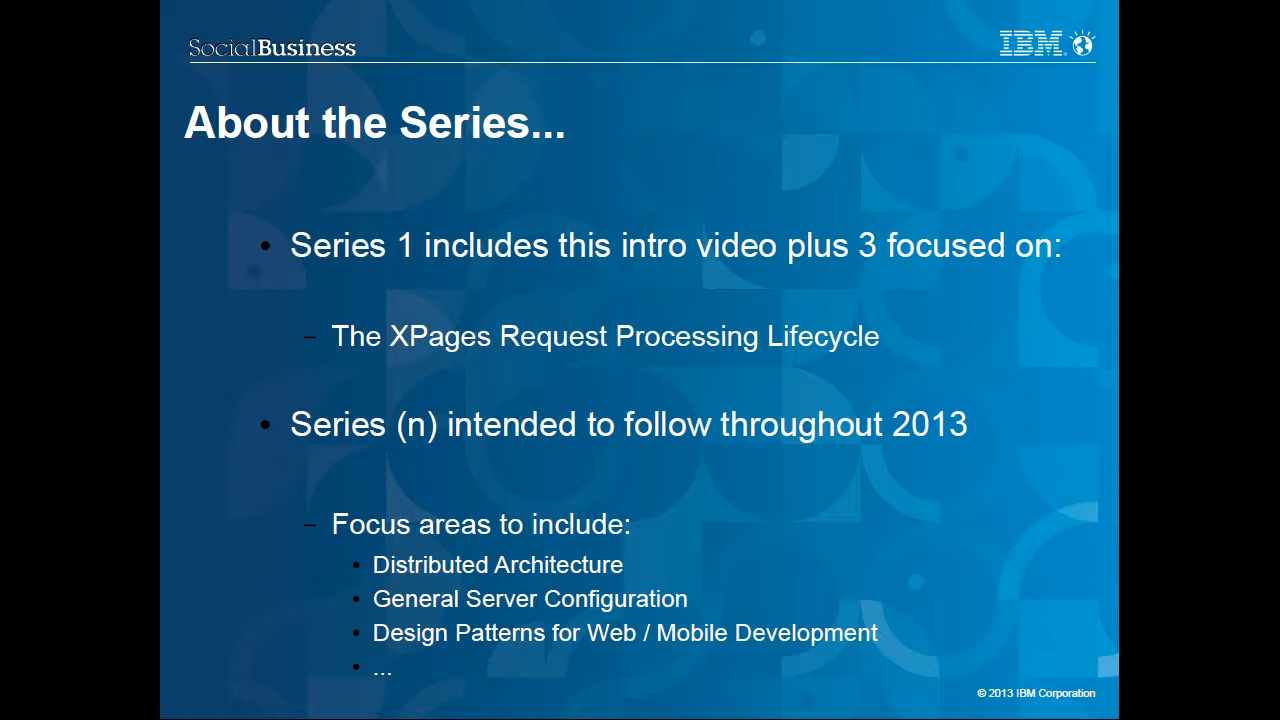 SocialBusiness
IBM
About the Series...
• Series 1 includes this intro video plus 3 focused on:
– The XPages Request Processing Lifecycle
• Series (n) intended to follow throughout 2013
– Focus areas to include:
• Distributed Architecture
• General Server Configuration
• Design Patterns for Web / Mobile Development
• ...
© 2013 IBM Corporation